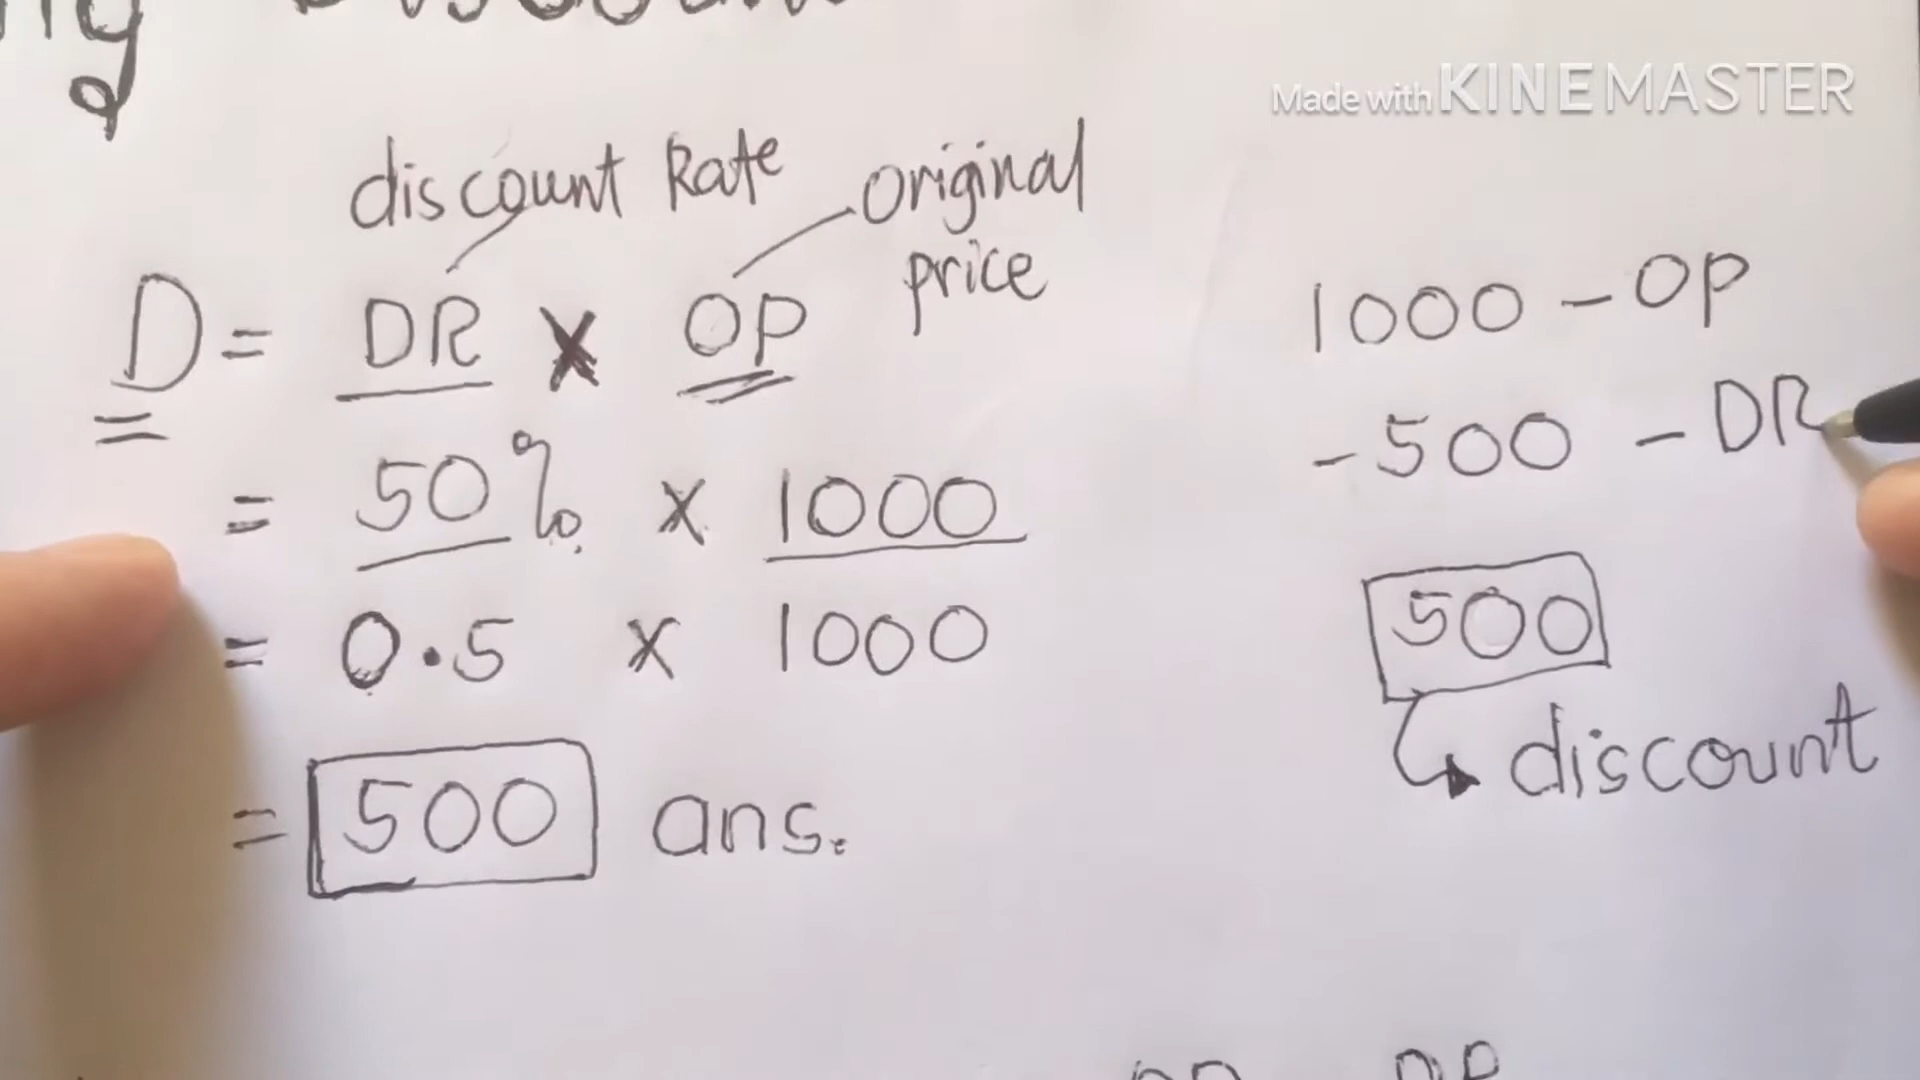 Made with KINEMASTER
discount Rate
original
price
D = DR x OP
= 50% x 1000
= 0.5 x 1000
= 500 ans.
1000 - OP
- 500 - DR
500
discount